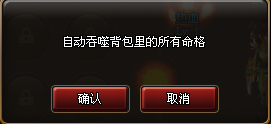 自动吞噬背包里的所有命格
确认 取消